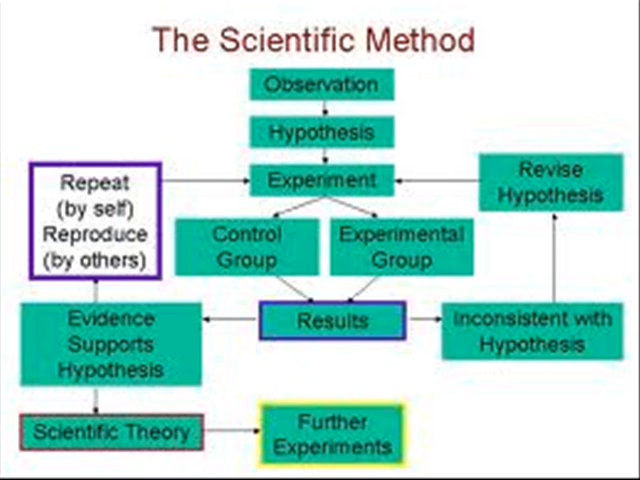 The Scientific Method
Observation
Hypothesis
Experiment
Revise
Hypothesis
Repeat
(by self)
Reproduce
(by others)
Control
Group
Experimental
Group
Results
Evidence
Supports
Hypothesis
Inconsistent with
Hypothesis
Scientific Theory
Further
Experiments